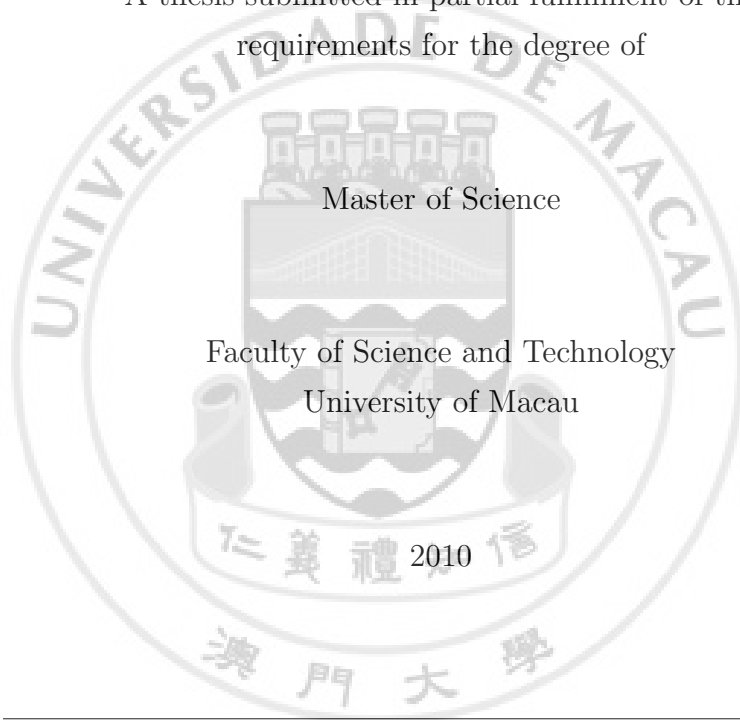 A thesis submitted in partial fulfillment of
requirements for the degree of
UNIVERSIDADE DE MACAU
Master of Science
Faculty of Science and Technology
University of Macau
仁義禮 信
2010
澳門大學